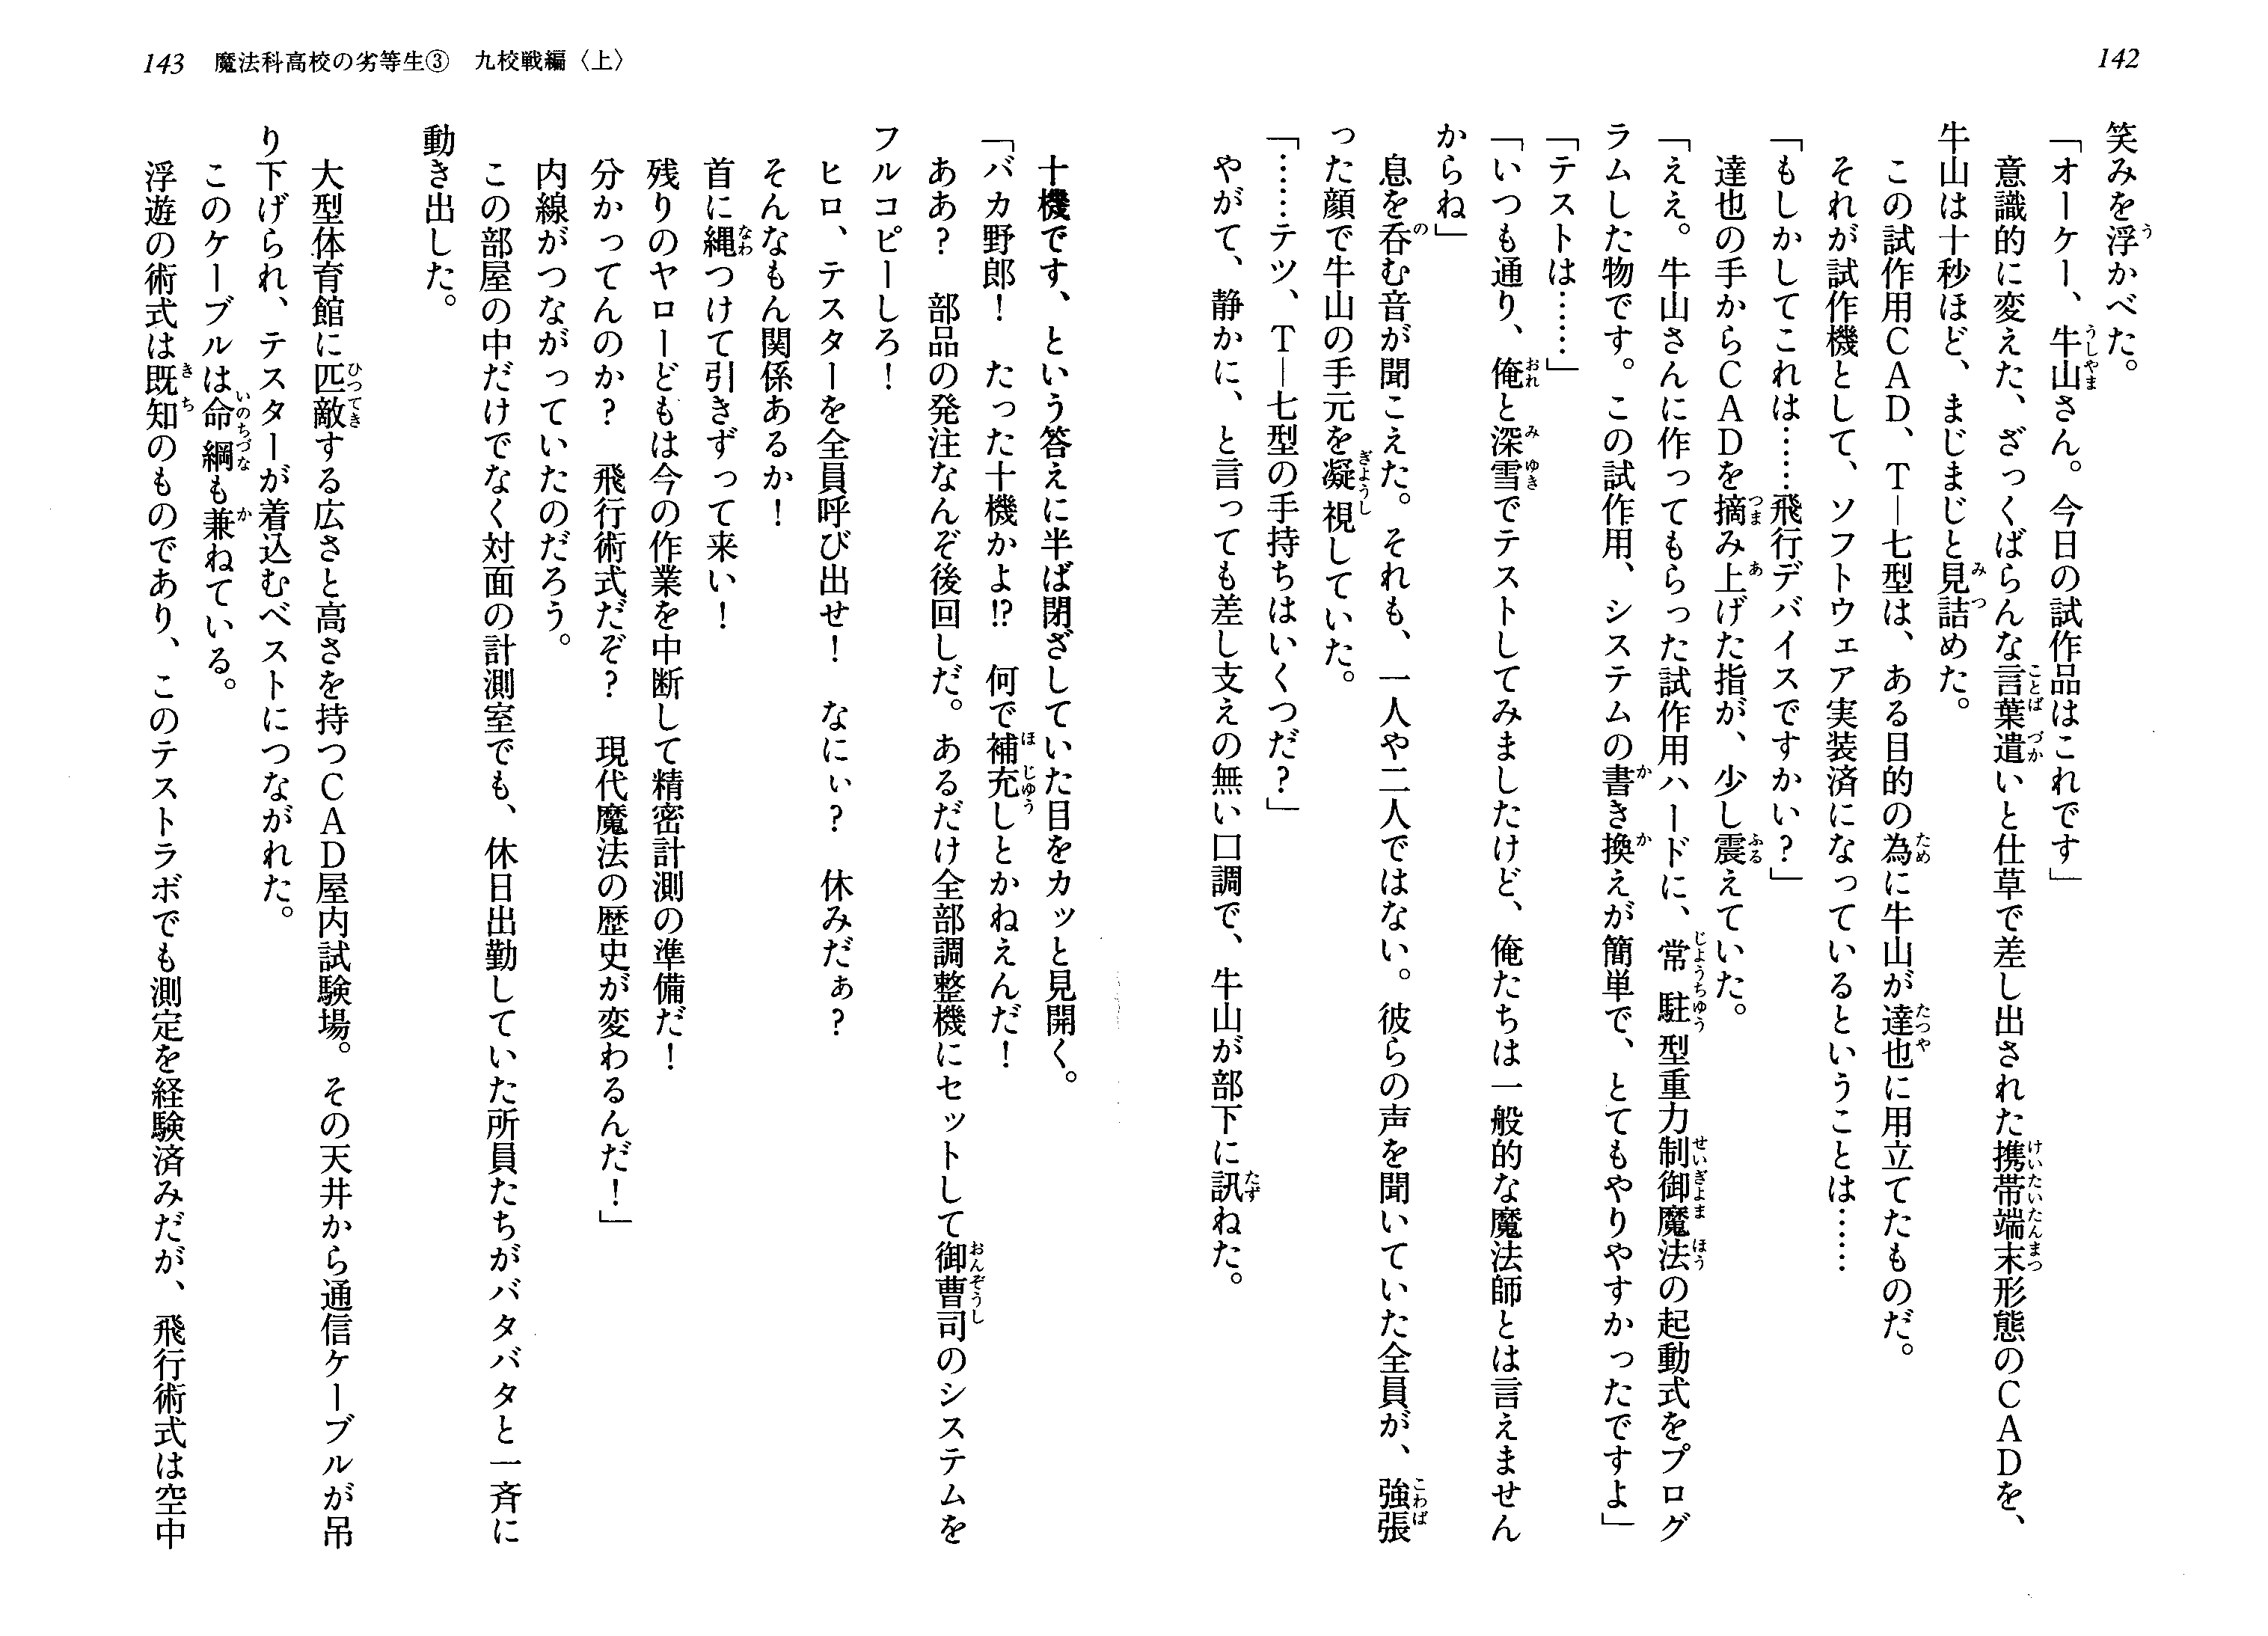 142
笑みを浮かべた。
「オーケー、牛山さん。今日の試作品はこれです」
意識的に変えた、ざっくばらんな言葉遣いと仕草で差し出された携帯端末形態のＣＡＤを、
牛山は十秒ほど、まじまじと見詰めた。
この試作用ＣＡＤ、Ｔ－七型は、ある目的の為に牛山が達也に用立てたものだ。
それが試作機として、ソフトウェア実装済になっているということは……
「もしかしてこれは……飛行デバイスですかい？」
達也の手からＣＡＤを摘み上げた指が、少し震えていた。
「ええ。牛山さんに作ってもらった試作用ハードに、常駐型重力制御魔法の起動式をプログ
ラムした物です。この試作用、システムの書き換えが簡単で、とてもやりやすかったですよ」
「テストは……」
「いつも通り、俺と深雪でテストしてみましたけど、俺たちは一般的な魔法師とは言えません
からね」
息を呑む音が聞こえた。それも、一人や二人ではない。彼らの声を聞いていた全員が、強張
った顔で牛山の手元を凝視していた。
「……テツ、Ｔ－七型の手持ちはいくつだ？」
やがて、静かに、と言っても差し支えの無い口調で、牛山が部下に訊ねた。
143　魔法科高校の劣等生③　九校戦編〈上〉
十機です、という答えに半ば閉ざしていた目をカッと見開く。
「バカ野郎！　たった十機かよ!?　何で補充しとかねえんだ！
ああ？　部品の発注なんぞ後回しだ。あるだけ全部調整機にセットして御曹司のシステムを
フルコピーしろ！
ヒロ、テスターを全員呼び出せ！　なにぃ？　休みだぁ？
そんなもん関係あるか！
首に縄つけて引きずって来い！
残りのヤローどもは今の作業を中断して精密計測の準備だ！
分かってんのか？　飛行術式だぞ？　現代魔法の歴史が変わるんだ！」
内線がつながっていたのだろう。
この部屋の中だけでなく対面の計測室でも、休日出勤していた所員たちがバタバタと一斉に
動き出した。
大型体育館に匹敵する広さと高さを持つＣＡＤ屋内試験場。その天井から通信ケーブルが吊
り下げられ、テスターが着込むベストにつながれた。
このケーブルは命綱も兼ねている。
浮遊の術式は既知のものであり、このテストラボでも測定を経験済みだが、飛行術式は空中